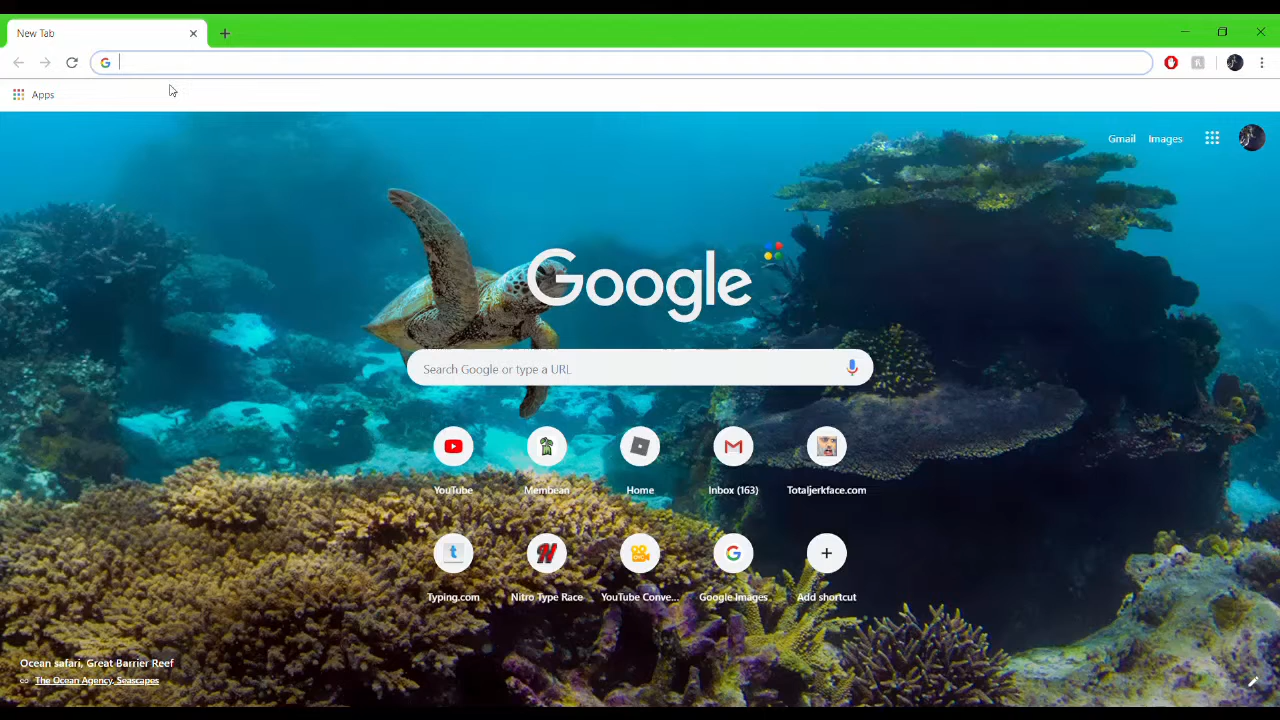 New Tab
Apps
Gmail Images
Google
Search Google or type a URL
YouTube Membean Home Inbox (163) Totaljerkface.com
Typing.com Nitro Type Race YouTube Conve... Google Images Add shortcut
Ocean safari, Great Barrier Reef
The Ocean Agency, Seascapes